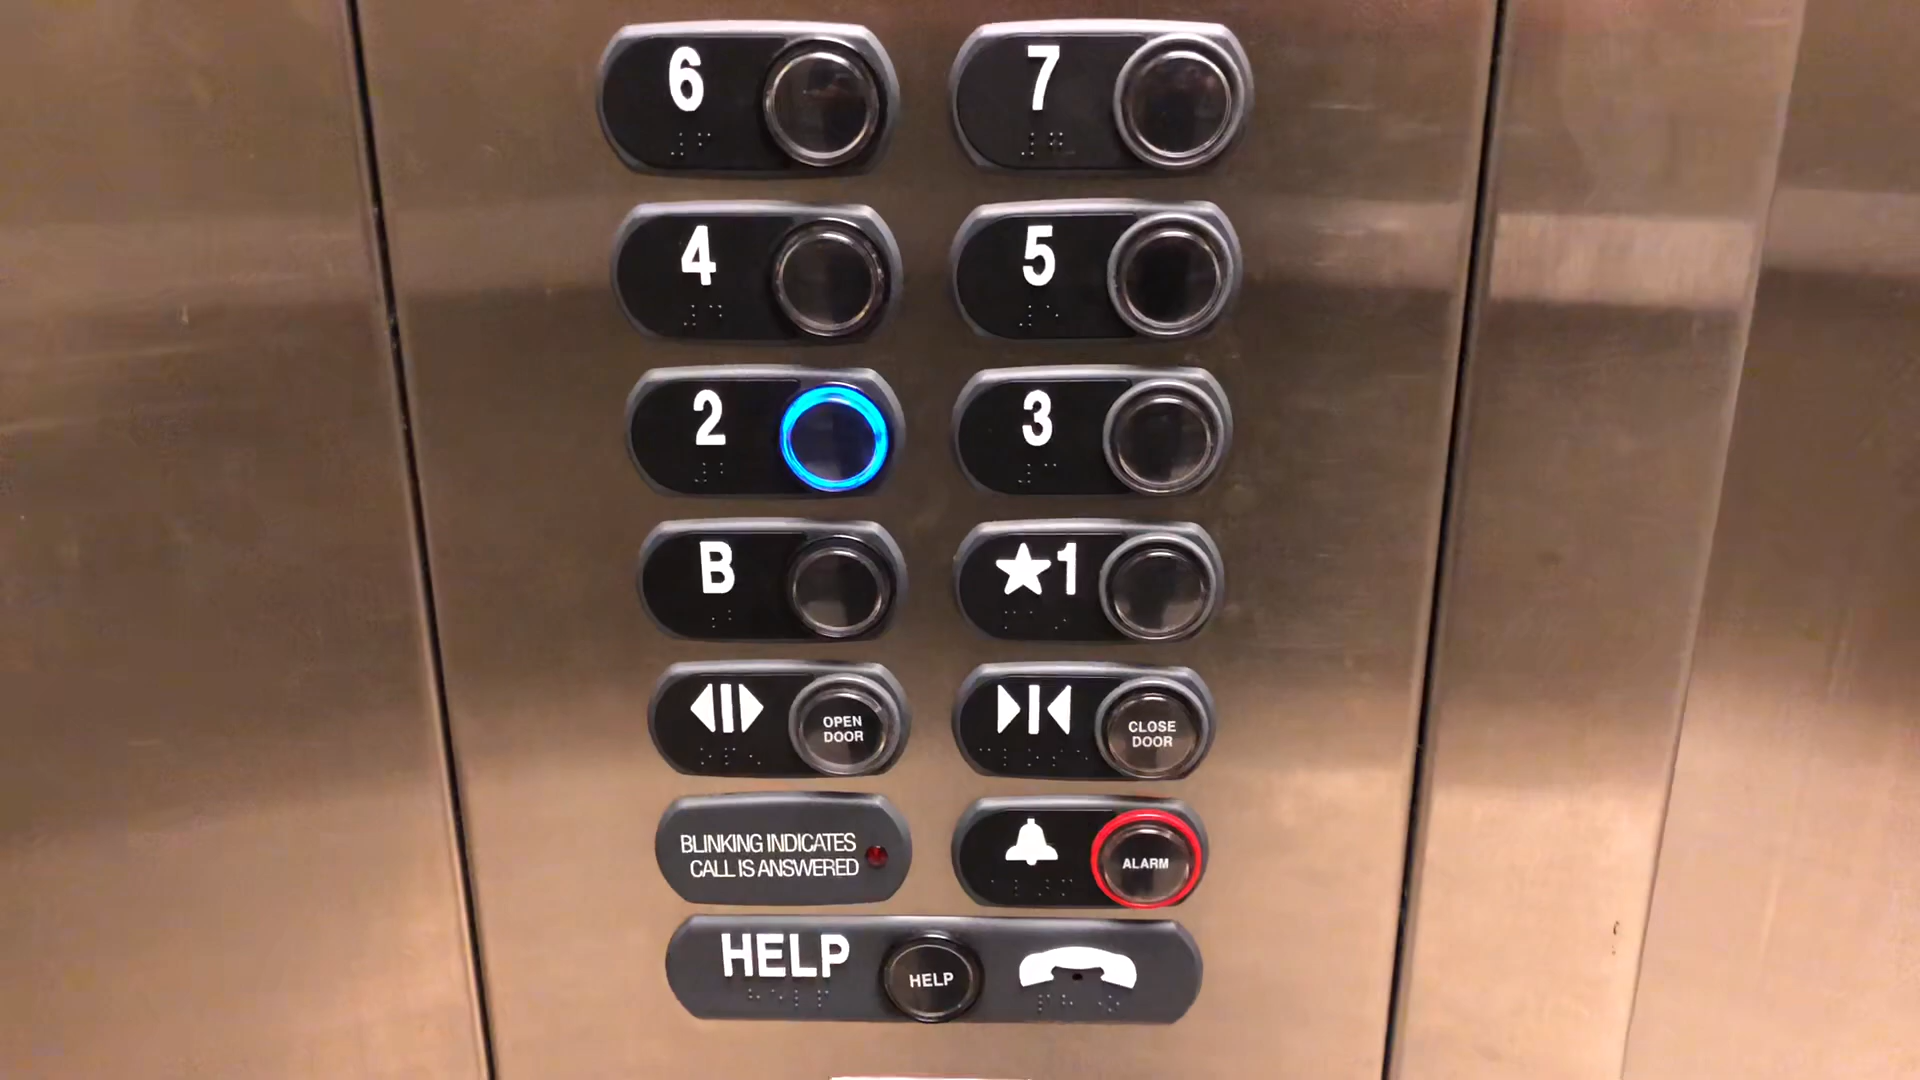 6 7
4 5
2 3
B ★1
OPEN
DOOR
CLOSE
DOOR
BLINKING INDICATES
CALL IS ANSWERED
ALARM
HELP HELP